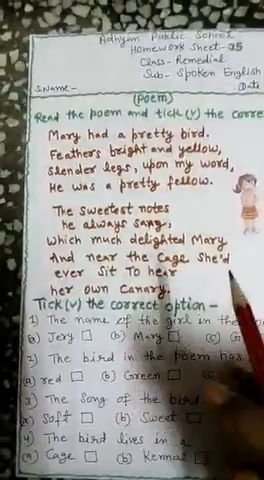 Adhyan Public School
Homework Sheet-35
Class- Remedial
Sub- Spoken English
S.Name-
Date
(Poem)
Read the poem and tick (√) the corre
Mary had a pretty bird.
Feathers bright and yellow,
Slender legs, upon my word,
He was a pretty fellow.
The sweetest notes
he always sang,
which much delighted Mary
And near the Cage She'd
ever Sit To hear
her own Canary.
Tick (√) the correct option -
1) The name of the girl in the
(a) Jery (b) Mary (c) G
2) The bird in the poem has
(a) red (b) Green
3) The Song of the bird
(a) Soft (b) Sweet
4) The bird lives in a
(a) Cage (b) Kennal